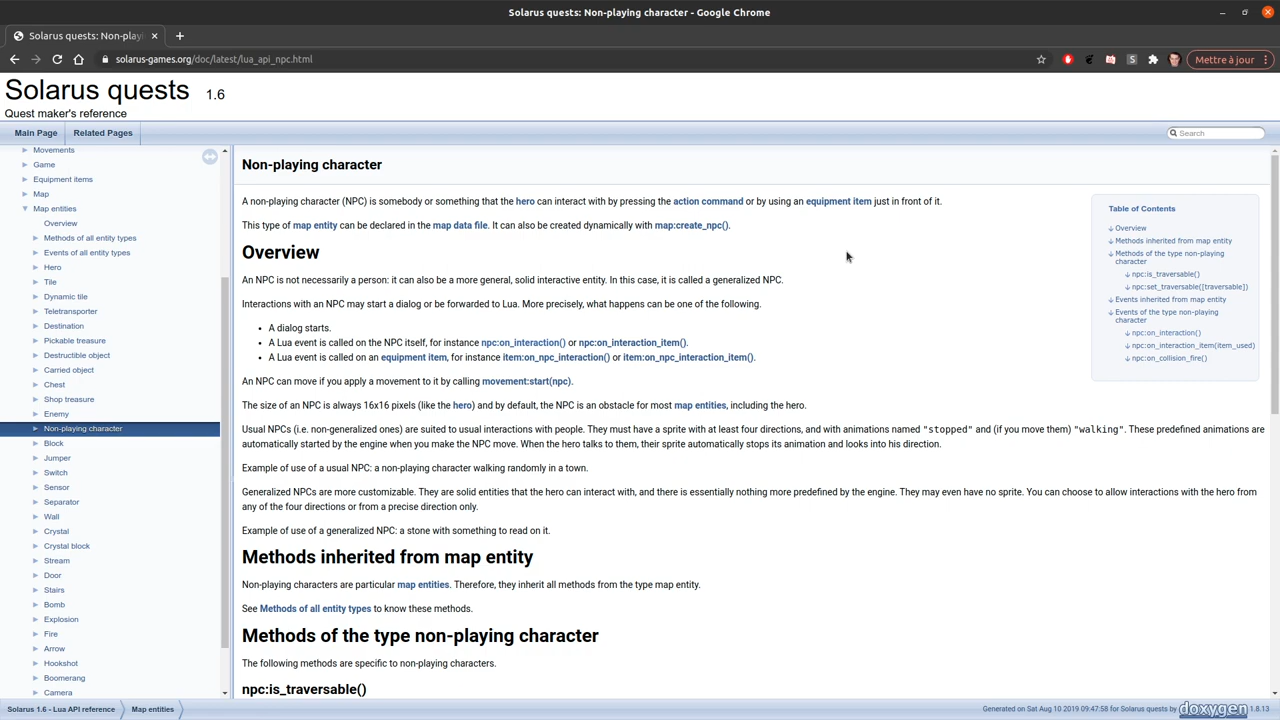 Solarus quests: Non-playing character - Google Chrome
Solarus quests: Non-play
solarus-games.org/doc/latest/lua_api_npc.html
S
Mettre à jour
Solarus quests 1.6
Quest maker's reference
Main Page
Related Pages
Search
Movements
Game
Equipment items
Map
Map entities
Overview
Methods of all entity types
Events of all entity types
Hero
Tile
Dynamic tile
Teletransporter
Destination
Pickable treasure
Destructible object
Carried object
Chest
Shop treasure
Enemy
Non-playing character
Block
Jumper
Switch
Sensor
Separator
Wall
Crystal
Crystal block
Stream
Door
Stairs
Bomb
Explosion
Fire
Arrow
Hookshot
Boomerang
Camera
Non-playing character
A non-playing character (NPC) is somebody or something that the hero can interact with by pressing the action command or by using an equipment item just in front of it.
This type of map entity can be declared in the map data file. It can also be created dynamically with map:create_npc().
Overview
An NPC is not necessarily a person: it can also be a more general, solid interactive entity. In this case, it is called a generalized NPC.
Interactions with an NPC may start a dialog or be forwarded to Lua. More precisely, what happens can be one of the following.
• A dialog starts.
• A Lua event is called on the NPC itself, for instance npc:on_interaction() or npc:on_interaction_item().
• A Lua event is called on an equipment item, for instance item:on_npc_interaction() or item:on_npc_interaction_item().
An NPC can move if you apply a movement to it by calling movement:start(npc).
The size of an NPC is always 16x16 pixels (like the hero) and by default, the NPC is an obstacle for most map entities, including the hero.
Usual NPCs (i.e. non-generalized ones) are suited to usual interactions with people. They must have a sprite with at least four directions, and with animations named "stopped" and (if you move them) "walking". These predefined animations are
automatically started by the engine when you make the NPC move. When the hero talks to them, their sprite automatically stops its animation and looks into his direction.
Example of use of a usual NPC: a non-playing character walking randomly in a town.
Generalized NPCs are more customizable. They are solid entities that the hero can interact with, and there is essentially nothing more predefined by the engine. They may even have no sprite. You can choose to allow interactions with the hero from
any of the four directions or from a precise direction only.
Example of use of a generalized NPC: a stone with something to read on it.
Methods inherited from map entity
Non-playing characters are particular map entities. Therefore, they inherit all methods from the type map entity.
See Methods of all entity types to know these methods.
Methods of the type non-playing character
The following methods are specific to non-playing characters.
npc:is_traversable()
Table of Contents
↓ Overview
↓ Methods inherited from map entity
↓ Methods of the type non-playing
character
↓ npc:is_traversable()
↓ npc:set_traversable([traversable])
↓ Events inherited from map entity
↓ Events of the type non-playing
character
↓ npc:on_interaction()
↓ npc:on_interaction_item(item_used)
↓ npc:on_collision_fire()
Solarus 1.6 - Lua API reference
Map entities
Generated on Sat Aug 10 2019 09:47:58 for Solarus quests by doxygen 1.8.13